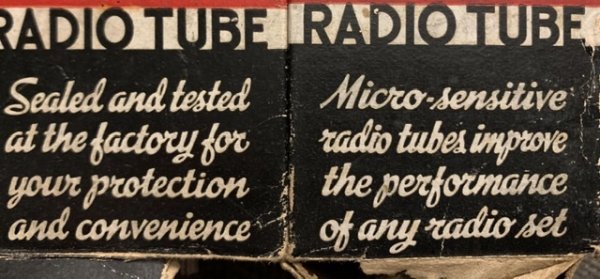 RADIO TUBE
Sealed and tested
at the factory for
your protection
and convenience
RADIO TUBE
Micro-sensitive
radio tubes improve
the performance
of any radio set